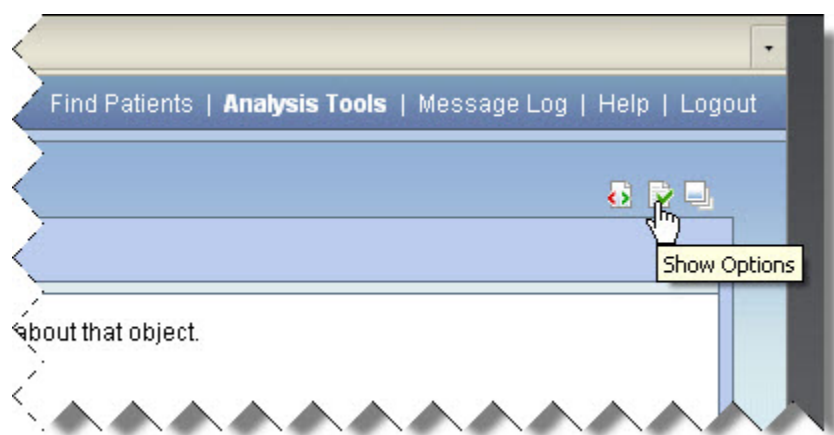 Find Patients | Analysis Tools | Message Log | Help | Logout
Show Options
about that object.